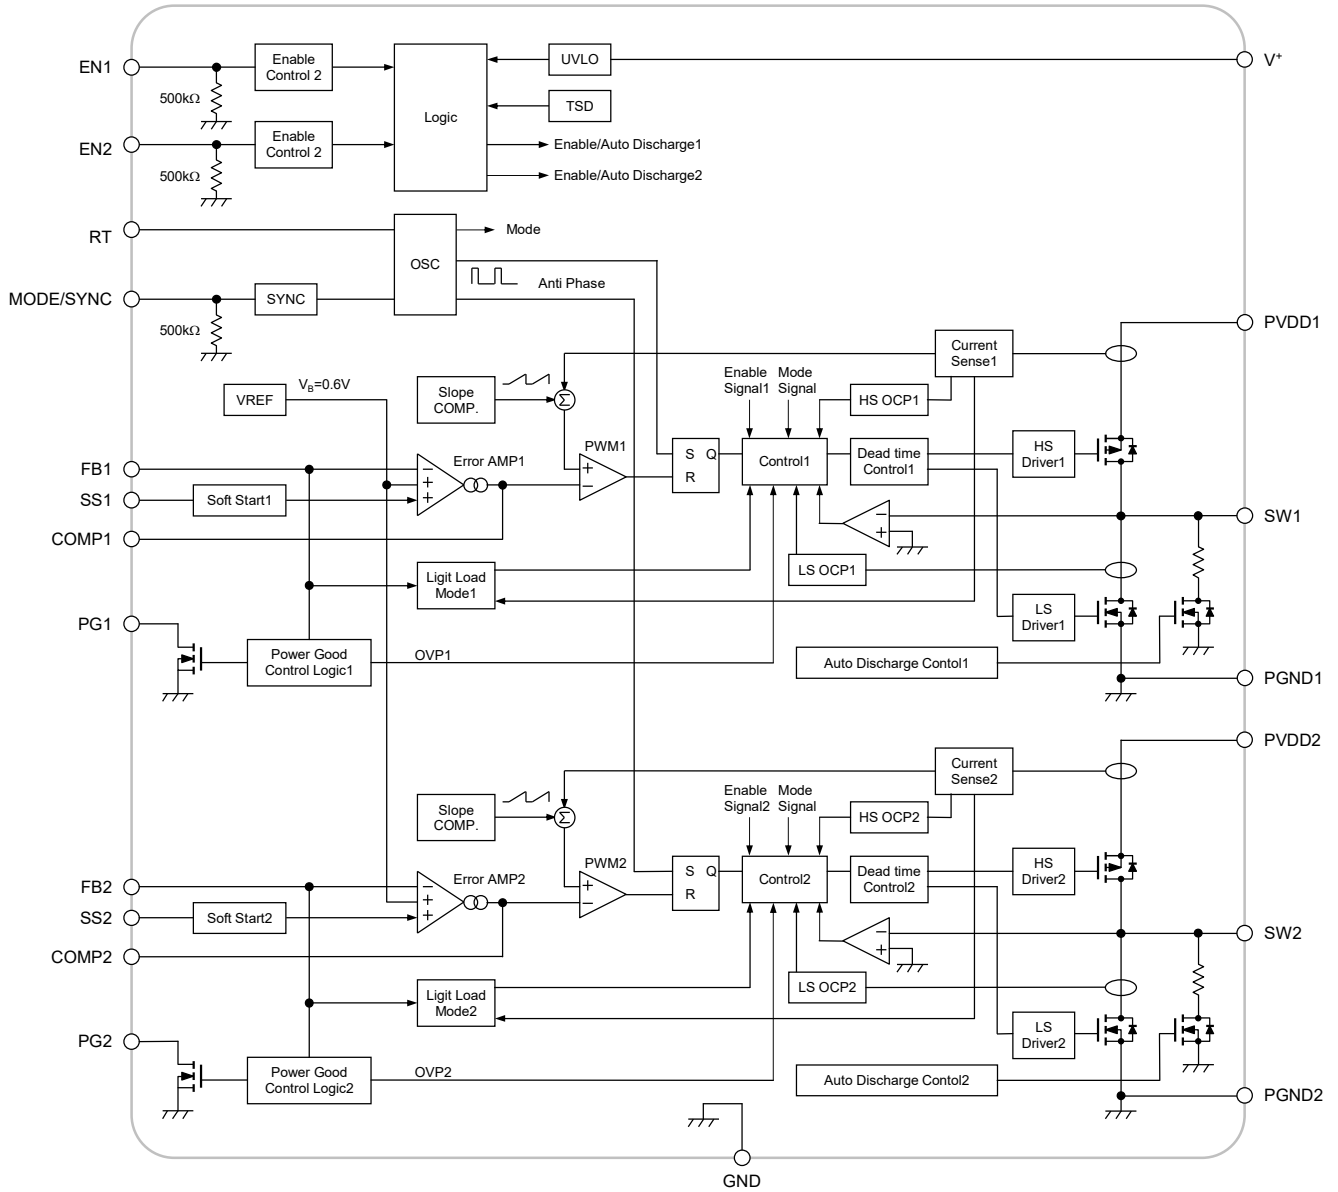 EN1
Enable
Control 2
500kΩ
EN2
Enable
Control 2
500kΩ
Logic
UVLO
V+
TSD
Enable/Auto Discharge1
Enable/Auto Discharge2
RT
OSC
Mode
Anti Phase
MODE/SYNC
SYNC
500kΩ
PVDD1
Current
Sense1
VREF
VB=0.6V
Slope
COMP.
Σ
Enable
Signal1
Mode
Signal
HS OCP1
FB1
Error AMP1
−
+
+
PWM1
+
−
S Q
R
Control1
Dead time
Control1
HS
Driver1
SS1
Soft Start1
−
+
SW1
COMP1
Ligit Load
Mode1
LS OCP1
LS
Driver1
PG1
Power Good
Control Logic1
OVP1
Auto Discharge Contol1
PGND1
PVDD2
Current
Sense2
Slope
COMP.
Σ
Enable
Signal2
Mode
Signal
HS OCP2
FB2
Error AMP2
−
+
+
PWM2
+
−
S Q
R
Control2
Dead time
Control2
HS
Driver2
SS2
Soft Start2
−
+
SW2
COMP2
Ligit Load
Mode2
LS OCP2
LS
Driver2
PG2
Power Good
Control Logic2
OVP2
Auto Discharge Contol2
PGND2
GND